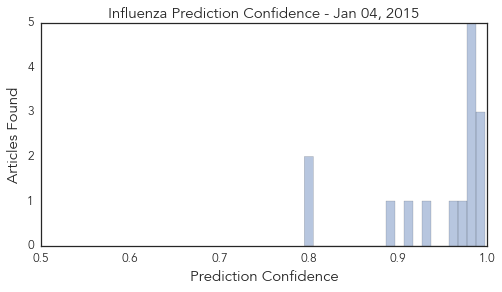 Influenza Prediction Confidence - Jan 04, 2015
Articles Found
5
4
3
2
1
0
0.5 0.6 0.7 0.8 0.9 1.0
Prediction Confidence